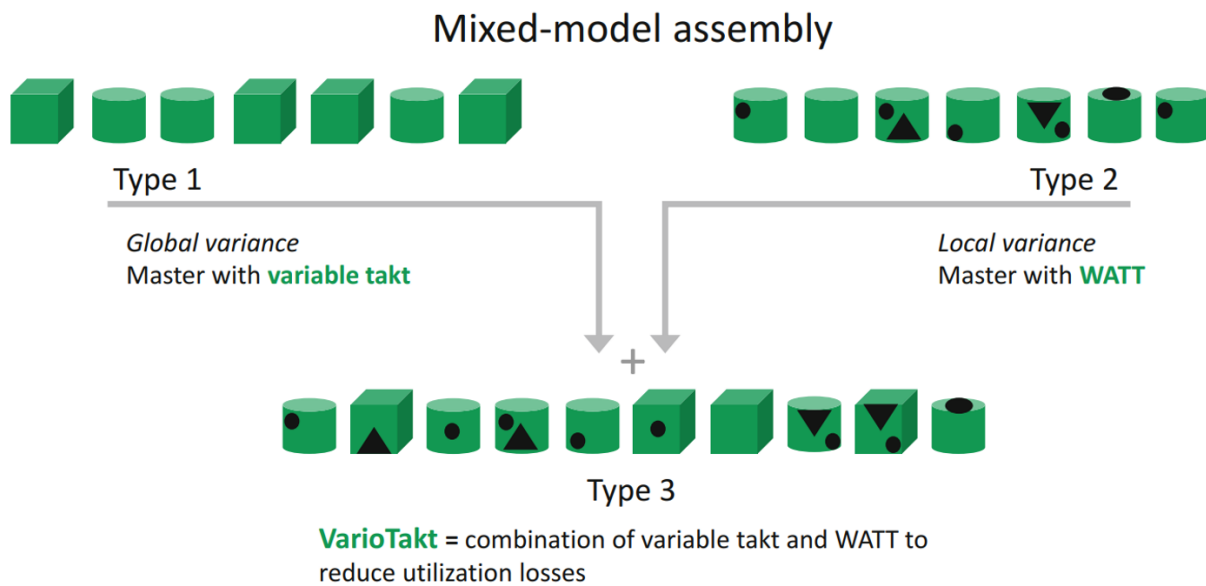 Mixed-model assembly
Type 1
Type 2
Global variance
Master with variable takt
Local variance
Master with WATT
+
Type 3
VarioTakt = combination of variable takt and WATT to
reduce utilization losses